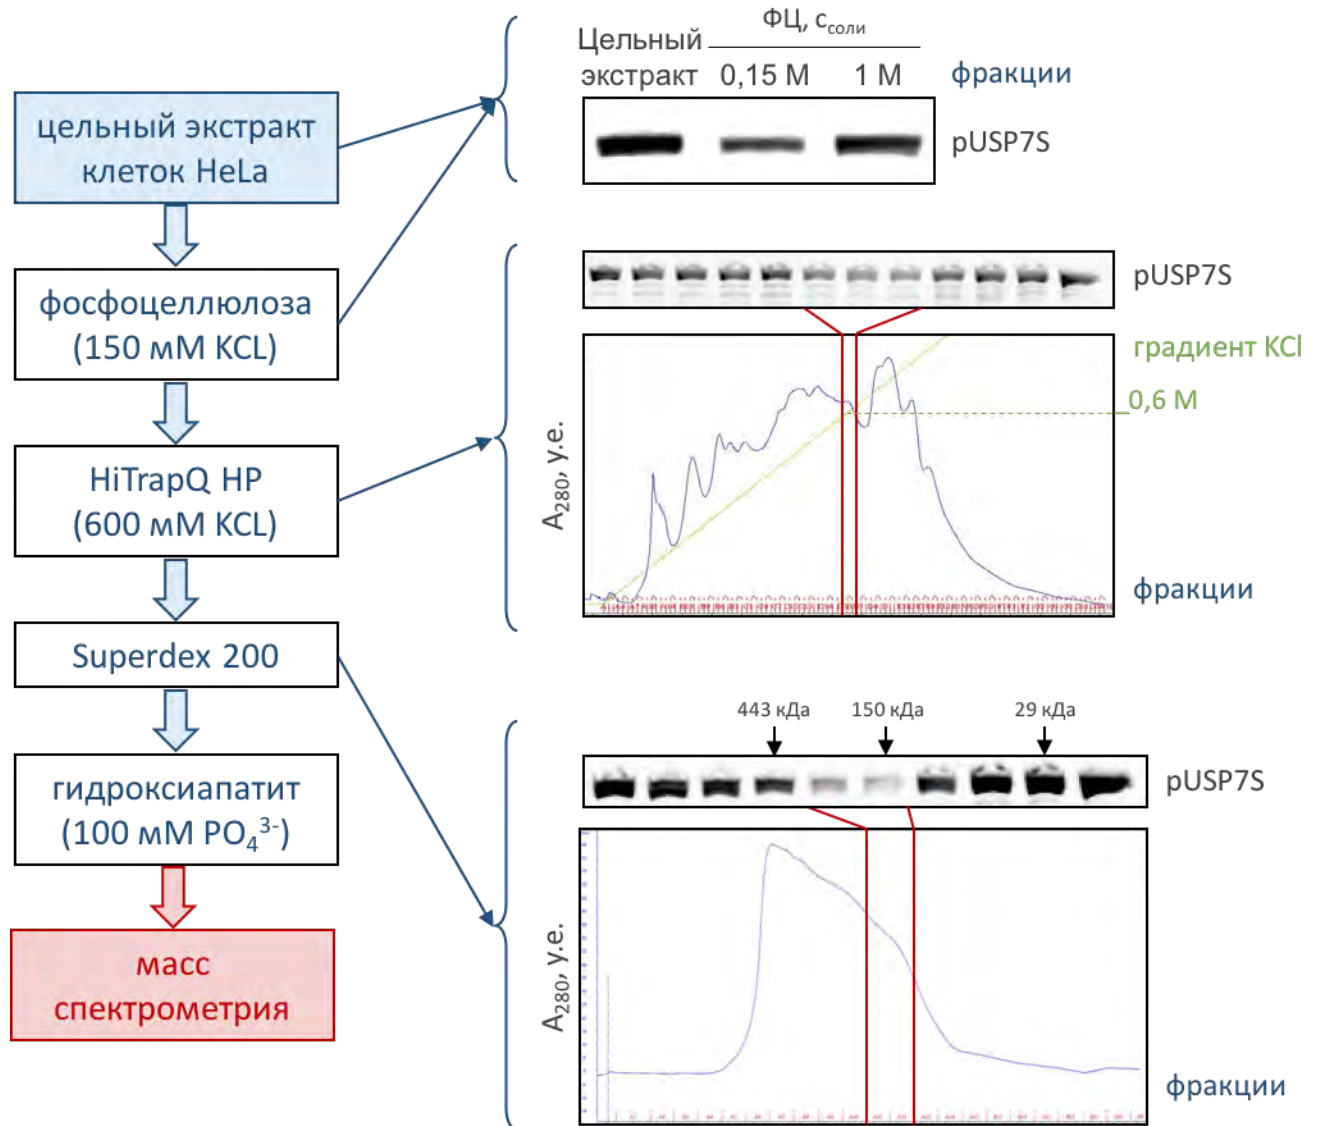 цельный экстракт
клеток HeLa
фосфоцеллюлоза
(150 мМ KCL)
HiTrapQ HP
(600 мМ KCL)
Superdex 200
гидроксиапатит
(100 мМ PO₄³⁻)
масс
спектрометрия
ФЦ, cсоли
Цельный
экстракт 0,15 М 1 М
фракции
pUSP7S
pUSP7S
градиент KCl
0,6 М
A₂₈₀, у.е.
фракции
443 кДа 150 кДа 29 кДа
pUSP7S
A₂₈₀, у.е.
фракции